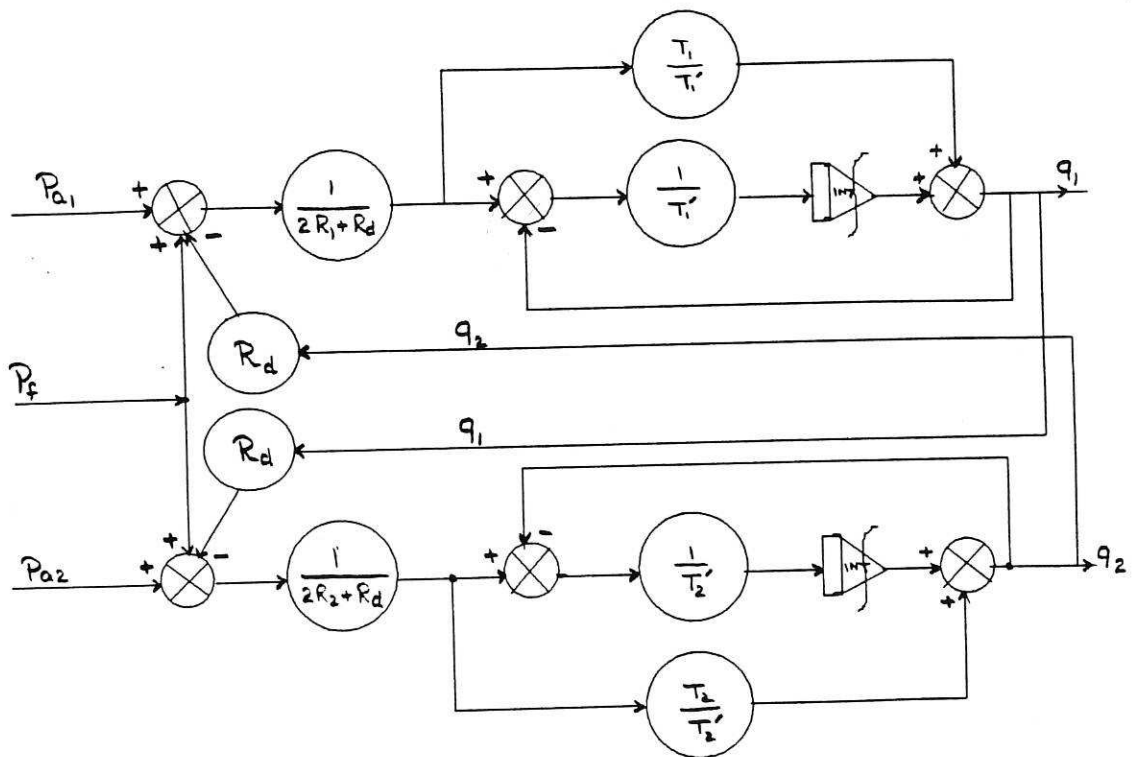 T₁
T₁′
Pa₁
+
+
-
1
2R₁+Rd
+
-
1
T₁′
INT
+
+
q₁
Rd
q₂
Pf
Rd
q₁
Pa2
+
+
-
1
2R₂+Rd
+
-
1
T₂′
INT
+
+
q₂
T₂
T₂′